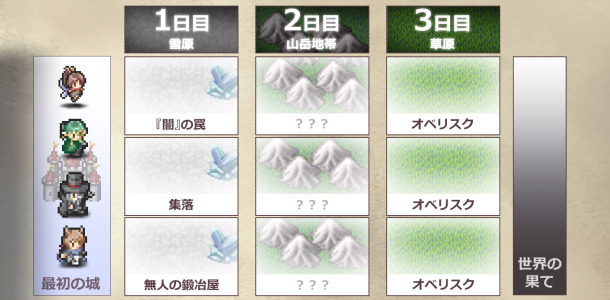 1日目
雪原
2日目
山岳地帯
3日目
草原
『闇』の罠
？？？
オベリスク
集落
？？？
オベリスク
無人の鍛冶屋
？？？
オベリスク
最初の城
世界の
果て